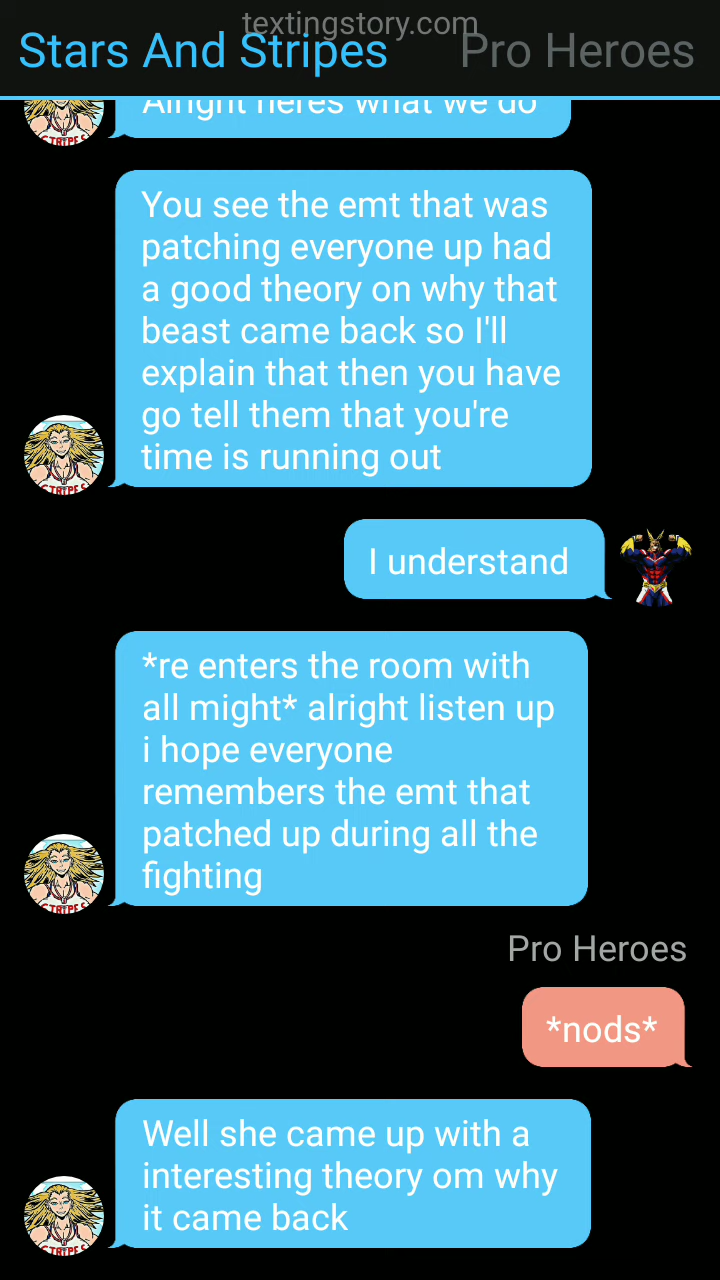 textingstory.com
Stars And Stripes Pro Heroes
Alright heres what we do
You see the emt that was
patching everyone up had
a good theory on why that
beast came back so I'll
explain that then you have
go tell them that you're
time is running out
I understand
*re enters the room with
all might* alright listen up
i hope everyone
remembers the emt that
patched up during all the
fighting
Pro Heroes
*nods*
Well she came up with a
interesting theory om why
it came back